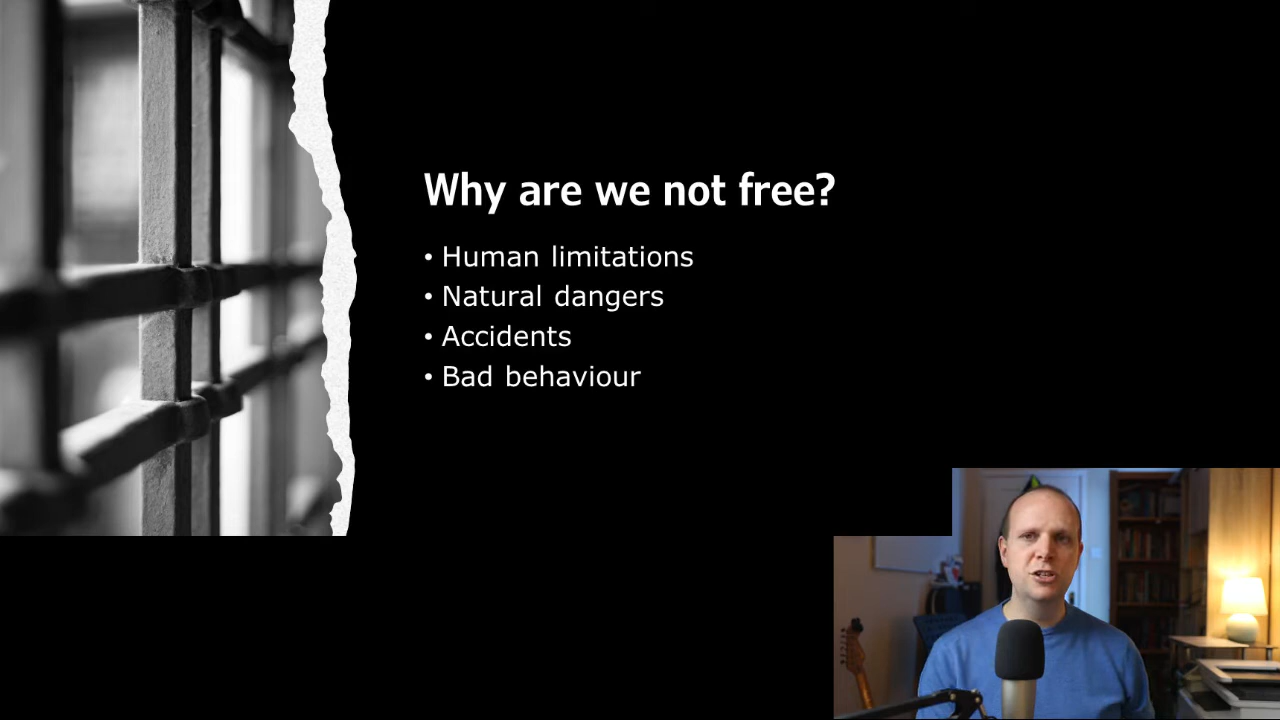 Why are we not free?
• Human limitations
• Natural dangers
• Accidents
• Bad behaviour